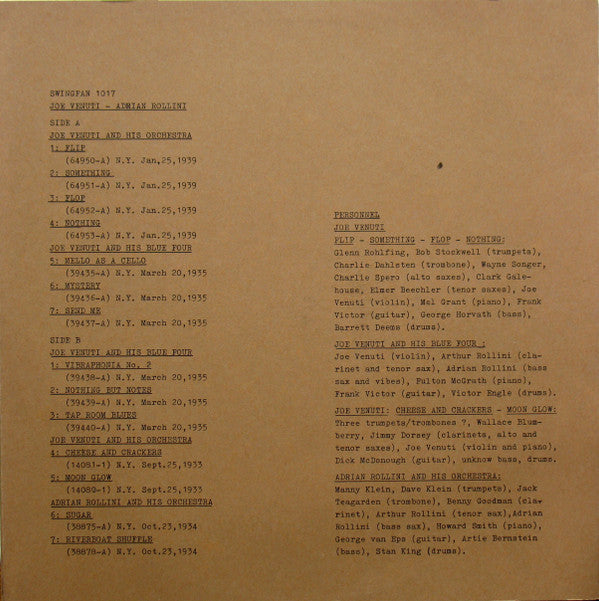 SWINGFAN 1017
JOE VENUTI - ADRIAN ROLLINI
SIDE A
JOE VENUTI AND HIS ORCHESTRA
1: FLIP
(64950-A) N.Y. Jan,25,1939
2: SOMETHING
(64951-A) N.Y. Jan.25,1939
3: FLOP
(64952-A) N.Y. Jan.25,1939
4: NOTHING
(64953-A) N.Y. Jan.25,1939
JOE VENUTI AND HIS BLUE FOUR
5: MELLO AS A CELLO
(39435-A) N.Y. March 20,1935
6: MYSTERY
(39436-A) N.Y. March 20,1935
7: SEND ME
(39437-A) N.Y. March 20,1935
SIDE B
JOE VENUTI AND HIS BLUE FOUR
1: VIBRAPHONIA No. 2
(39438-A) N.Y. March 20,1935
2: NOTHING BUT NOTES
(39439-A) N.Y. March 20,1935
3: TAP ROOM BLUES
(39440-A) N.Y. March 20,1935
JOE VENUTI AND HIS ORCHESTRA
4: CHEESE AND CRACKERS
(14081-1) N.Y. Sept.25,1933
5: MOON GLOW
(14080-1) N.Y. Sept.25,1933
ADRIAN ROLLINI AND HIS ORCHESTRA
6: SUGAR
(38875-A) N.Y. Oct.23,1934
7: RIVERBOAT SHUFFLE
(38878-A) N.Y. Oct.23,1934
PERSONNEL
JOE VENUTI
FLIP - SOMETHING - FLOP - NOTHING:
Glenn Rohlfing, Bob Stockwell (trumpets),
Charlie Dahlsten (trombone), Wayne Songer,
Charlie Spero (alto saxes), Clark Gale-
house, Elmer Beechler (tenor saxes), Joe
Venuti (violin), Mel Grant (piano), Frank
Victor (guitar), George Horvath (bass),
Barrett Deems (drums).
JOE VENUTI AND HIS BLUE FOUR :
Joe Venuti (violin), Arthur Rollini (cla-
rinet and tenor sax), Adrian Rollini (bass
sax and vibes), Fulton McGrath (piano),
Frank Victor (guitar), Victor Engle (drums).
JOE VENUTI: CHEESE AND CRACKERS - MOON GLOW:
Three trumpets/trombones ?, Wallace Blum-
berry, Jimmy Dorsey (clarinets, alto and
tenor saxes), Joe Venuti (violin and piano),
Dick McDonough (guitar), unknow bass, drums.
ADRIAN ROLLINI AND HIS ORCHESTRA:
Manny Klein, Dave Klein (trumpets), Jack
Teagarden (trombone), Benny Goodman (cla-
rinet), Arthur Rollini (tenor sax),Adrian
Rollini (bass sax), Howard Smith (piano),
George van Eps (guitar), Artie Bernstein
(bass), Stan King (drums).